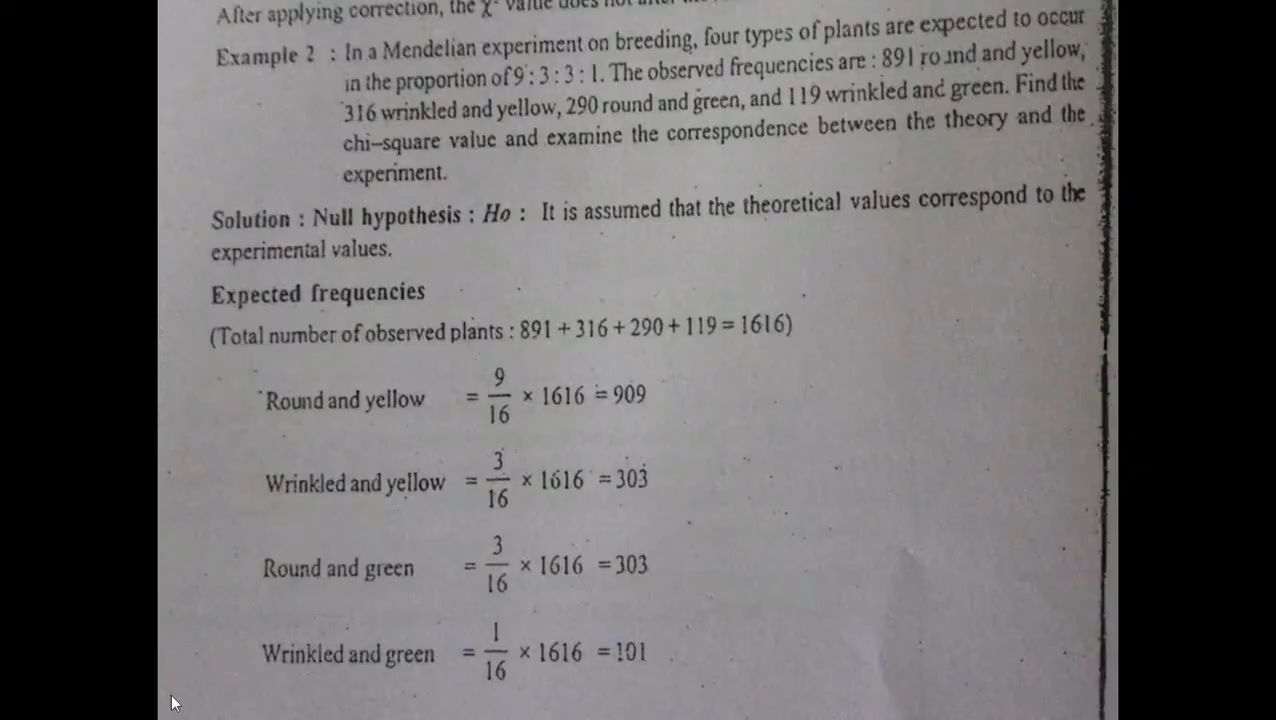 After applying correction, the χ² value does not
Example 2 : In a Mendelian experiment on breeding, four types of plants are expected to occur
in the proportion of 9 : 3 : 3 : 1. The observed frequencies are : 891 round and yellow,
316 wrinkled and yellow, 290 round and green, and 119 wrinkled and green. Find the
chi–square value and examine the correspondence between the theory and the
experiment.
Solution : Null hypothesis : Ho : It is assumed that the theoretical values correspond to the
experimental values.
Expected frequencies
(Total number of observed plants : 891 + 316 + 290 + 119 = 1616)
Round and yellow = 9/16 × 1616 = 909
Wrinkled and yellow = 3/16 × 1616 = 303
Round and green = 3/16 × 1616 = 303
Wrinkled and green = 1/16 × 1616 = 101